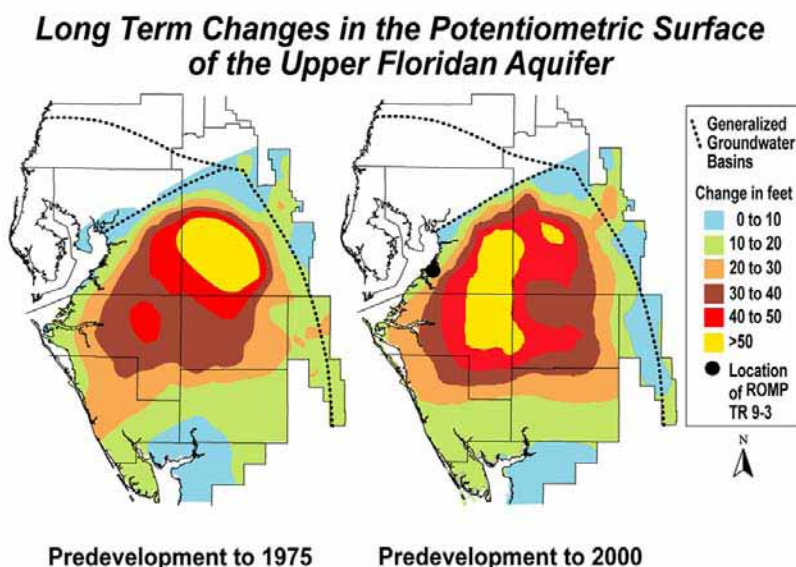 Long Term Changes in the Potentiometric Surface
of the Upper Floridan Aquifer
Generalized
Groundwater
Basins
Change in feet
0 to 10
10 to 20
20 to 30
30 to 40
40 to 50
>50
Location
of ROMP
TR 9-3
N
Predevelopment to 1975
Predevelopment to 2000